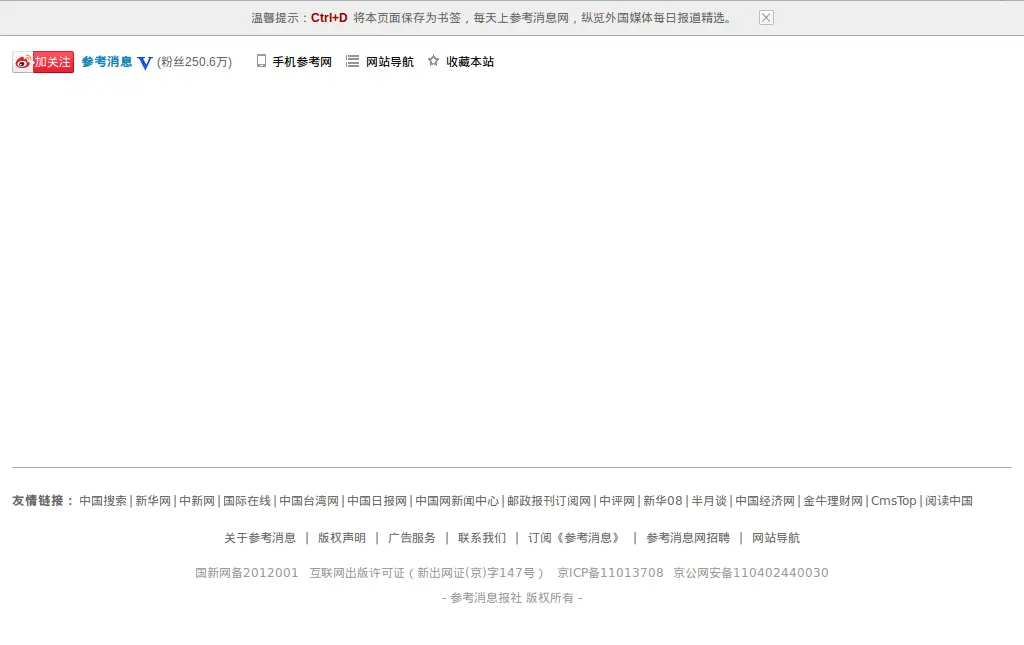 温馨提示：Ctrl+D 将本页面保存为书签，每天上参考消息网，纵览外国媒体每日报道精选。
加关注 参考消息 V (粉丝250.6万) 手机参考网 网站导航 收藏本站
友情链接： 中国搜索|新华网|中新网|国际在线|中国台湾网|中国日报网|中国网新闻中心|邮政报刊订阅网|中评网|新华08|半月谈|中国经济网|金牛理财网|CmsTop|阅读中国
关于参考消息 | 版权声明 | 广告服务 | 联系我们 | 订阅《参考消息》 | 参考消息网招聘 | 网站导航
国新网备2012001 互联网出版许可证（新出网证(京)字147号） 京ICP备11013708 京公网安备110402440030
- 参考消息报社 版权所有 -